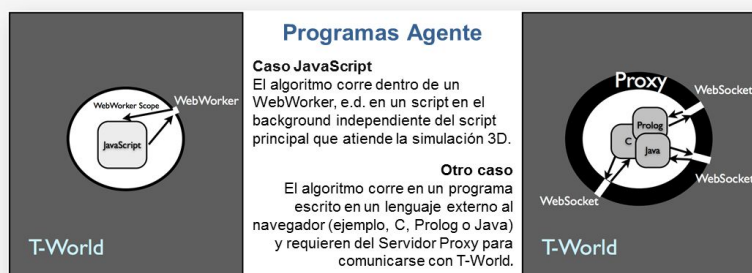 Programas Agente
Caso JavaScript
El algoritmo corre dentro de un
WebWorker, e.d. en un script en el
background independiente del script
principal que atiende la simulación 3D.
Otro caso
El algoritmo corre en un programa
escrito en un lenguaje externo al
navegador (ejemplo, C, Prolog o Java)
y requieren del Servidor Proxy para
comunicarse con T-World.
WebWorker Scope
WebWorker
JavaScript
T-World
Proxy
WebSocket
Prolog
C
Java
WebSocket
WebSocket
T-World